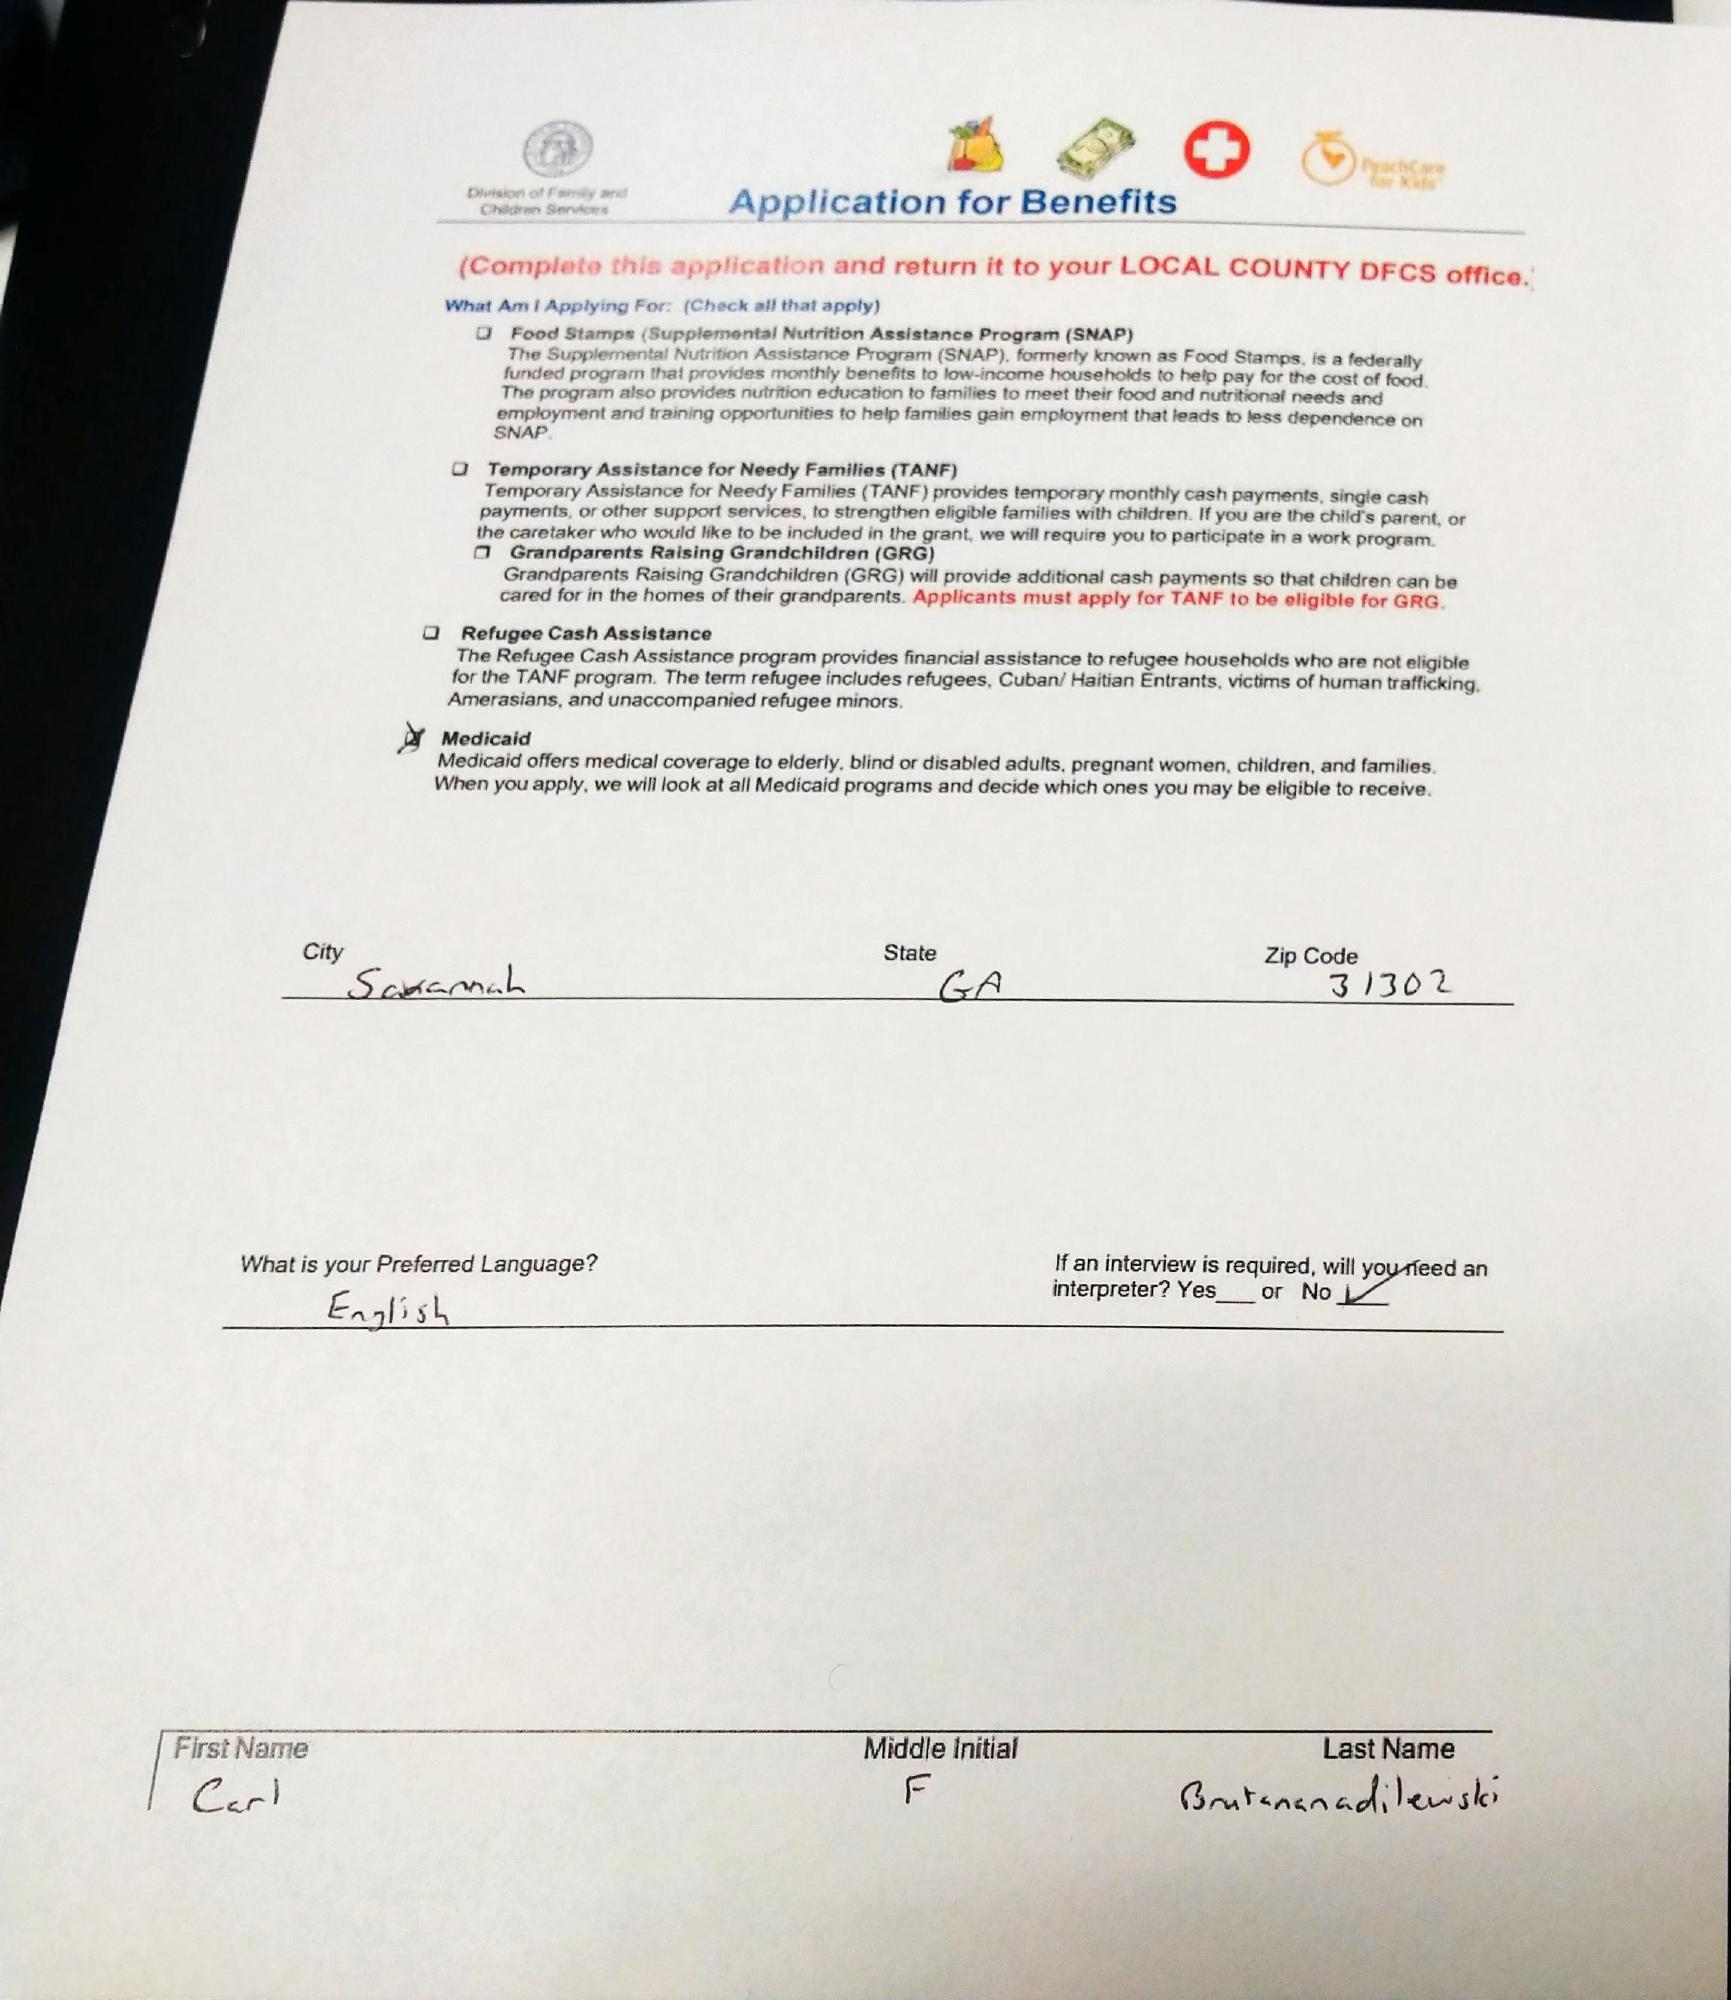 Division of Family and
Children Services
PeachCare
for Kids
Application for Benefits
(Complete this application and return it to your LOCAL COUNTY DFCS office.)
What Am I Applying For: (Check all that apply)
Food Stamps (Supplemental Nutrition Assistance Program (SNAP)
The Supplemental Nutrition Assistance Program (SNAP), formerly known as Food Stamps, is a federally
funded program that provides monthly benefits to low-income households to help pay for the cost of food.
The program also provides nutrition education to families to meet their food and nutritional needs and
employment and training opportunities to help families gain employment that leads to less dependence on
SNAP.
Temporary Assistance for Needy Families (TANF)
Temporary Assistance for Needy Families (TANF) provides temporary monthly cash payments, single cash
payments, or other support services, to strengthen eligible families with children. If you are the child's parent, or
the caretaker who would like to be included in the grant, we will require you to participate in a work program.
Grandparents Raising Grandchildren (GRG)
Grandparents Raising Grandchildren (GRG) will provide additional cash payments so that children can be
cared for in the homes of their grandparents. Applicants must apply for TANF to be eligible for GRG.
Refugee Cash Assistance
The Refugee Cash Assistance program provides financial assistance to refugee households who are not eligible
for the TANF program. The term refugee includes refugees, Cuban/ Haitian Entrants, victims of human trafficking,
Amerasians, and unaccompanied refugee minors.
Medicaid
Medicaid offers medical coverage to elderly, blind or disabled adults, pregnant women, children, and families.
When you apply, we will look at all Medicaid programs and decide which ones you may be eligible to receive.
City State Zip Code
Savannah GA 31302
What is your Preferred Language? If an interview is required, will you need an
interpreter? Yes___ or No ___
English
First Name Middle Initial Last Name
Carl F Brutananadilewski